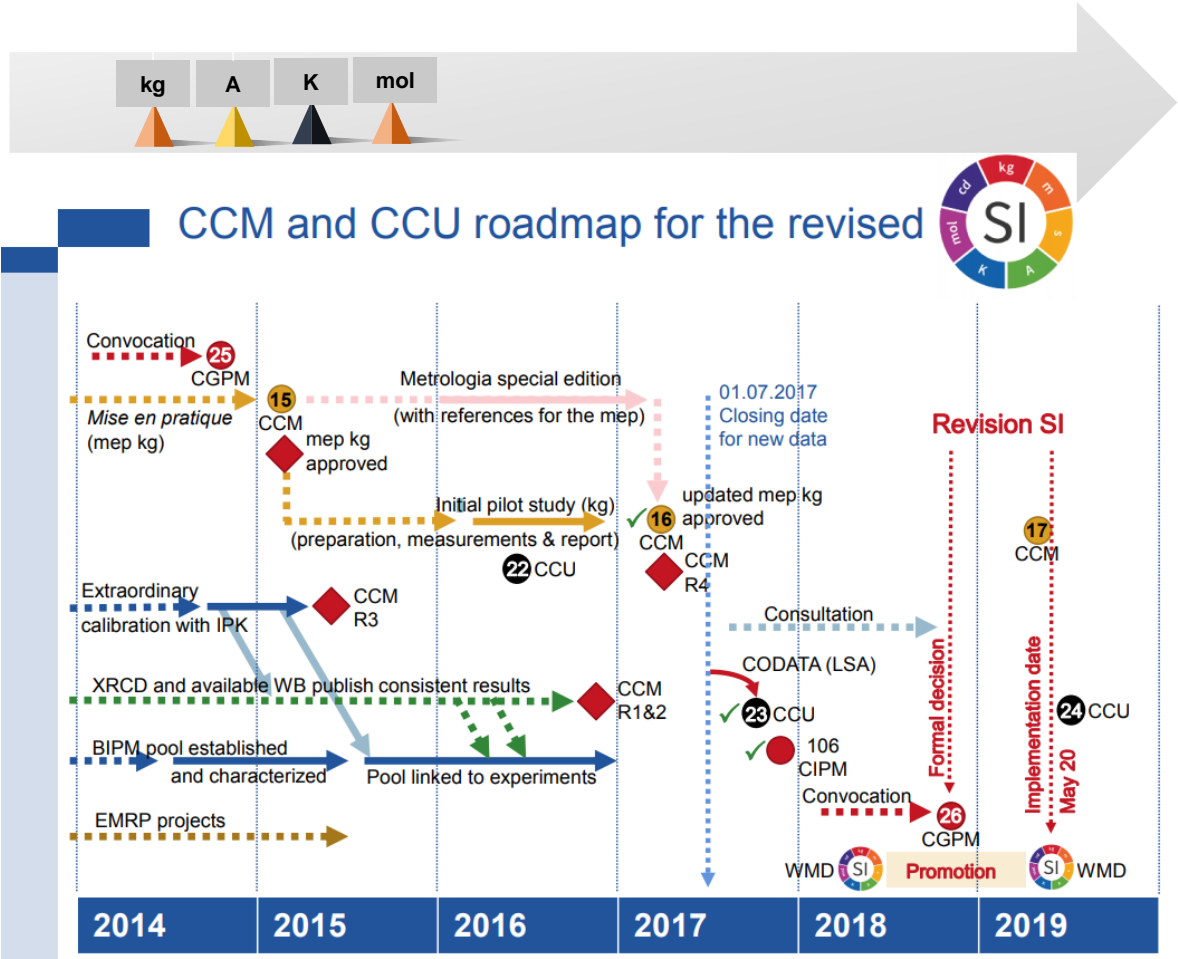 kg
A
K
mol
CCM and CCU roadmap for the revised
SI
kg
m
s
A
K
mol
cd
Convocation
25
CGPM
Mise en pratique
(mep kg)
15
CCM
mep kg
approved
Metrologia special edition
(with references for the mep)
01.07.2017
Closing date
for new data
Revision SI
Initial pilot study (kg)
(preparation, measurements & report)
22 CCU
updated mep kg
approved
16
CCM
CCM
R4
17
CCM
Extraordinary
calibration with IPK
CCM
R3
Consultation
XRCD and available WB publish consistent results
CCM
R1&2
CODATA (LSA)
23 CCU
24 CCU
106
CIPM
BIPM pool established
and characterized
Pool linked to experiments
Formal decision
Implementation date
May 20
Convocation
26
CGPM
EMRP projects
WMD
SI
Promotion
SI
WMD
2014
2015
2016
2017
2018
2019